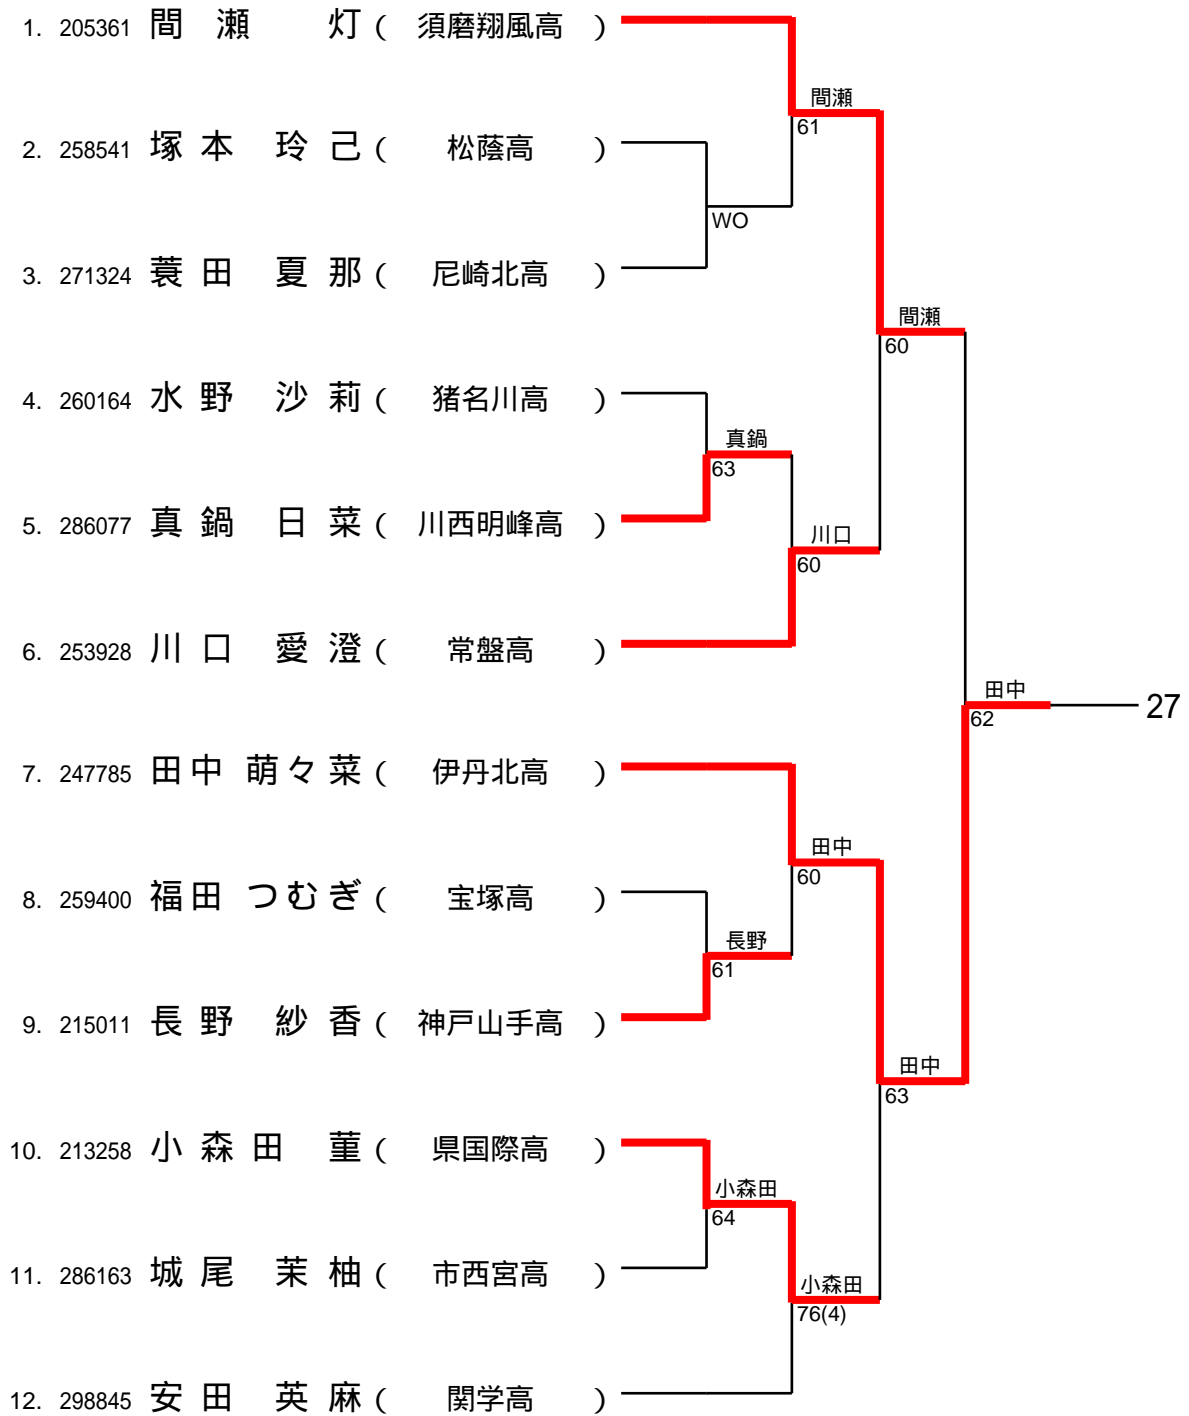 1. 205361 間 瀬 灯 ( 須磨翔風高 )
間瀬
61
2. 258541 塚 本 玲 己 ( 松蔭高 )
WO
3. 271324 蓑 田 夏 那 ( 尼崎北高 )
間瀬
60
4. 260164 水 野 沙 莉 ( 猪名川高 )
真鍋
63
5. 286077 真 鍋 日 菜 ( 川西明峰高 )
川口
60
6. 253928 川 口 愛 澄 ( 常盤高 )
田中
62
27
7. 247785 田 中 萌 々 菜 ( 伊丹北高 )
田中
60
8. 259400 福 田 つ む ぎ ( 宝塚高 )
長野
61
9. 215011 長 野 紗 香 ( 神戸山手高 )
田中
63
10. 213258 小 森 田 菫 ( 県国際高 )
小森田
64
11. 286163 城 尾 茉 柚 ( 市西宮高 )
小森田
76(4)
12. 298845 安 田 英 麻 ( 関学高 )